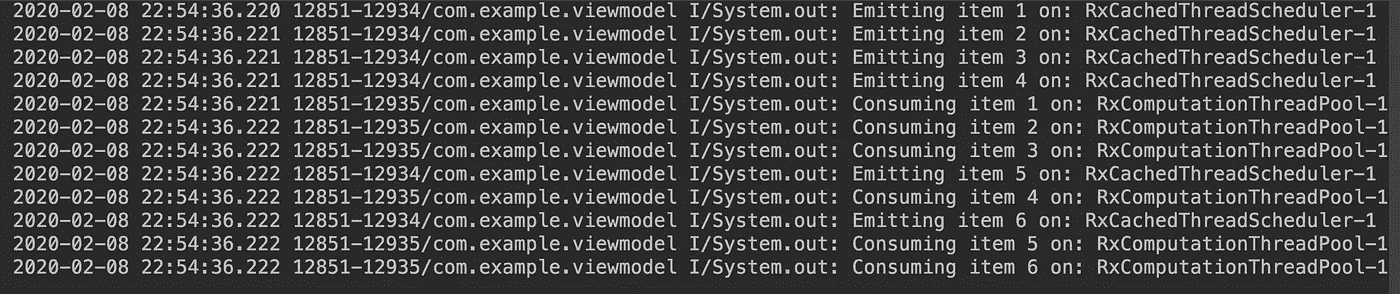 2020-02-08 22:54:36.220 12851-12934/com.example.viewmodel I/System.out: Emitting item 1 on: RxCachedThreadScheduler-1
2020-02-08 22:54:36.221 12851-12934/com.example.viewmodel I/System.out: Emitting item 2 on: RxCachedThreadScheduler-1
2020-02-08 22:54:36.221 12851-12934/com.example.viewmodel I/System.out: Emitting item 3 on: RxCachedThreadScheduler-1
2020-02-08 22:54:36.221 12851-12934/com.example.viewmodel I/System.out: Emitting item 4 on: RxCachedThreadScheduler-1
2020-02-08 22:54:36.221 12851-12935/com.example.viewmodel I/System.out: Consuming item 1 on: RxComputationThreadPool-1
2020-02-08 22:54:36.222 12851-12935/com.example.viewmodel I/System.out: Consuming item 2 on: RxComputationThreadPool-1
2020-02-08 22:54:36.222 12851-12935/com.example.viewmodel I/System.out: Consuming item 3 on: RxComputationThreadPool-1
2020-02-08 22:54:36.222 12851-12934/com.example.viewmodel I/System.out: Emitting item 5 on: RxCachedThreadScheduler-1
2020-02-08 22:54:36.222 12851-12935/com.example.viewmodel I/System.out: Consuming item 4 on: RxComputationThreadPool-1
2020-02-08 22:54:36.222 12851-12934/com.example.viewmodel I/System.out: Emitting item 6 on: RxCachedThreadScheduler-1
2020-02-08 22:54:36.222 12851-12935/com.example.viewmodel I/System.out: Consuming item 5 on: RxComputationThreadPool-1
2020-02-08 22:54:36.222 12851-12935/com.example.viewmodel I/System.out: Consuming item 6 on: RxComputationThreadPool-1